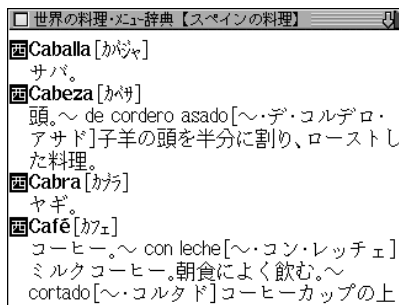 世界の料理・メニュー辞典【スペインの料理】
西Caballa[カバジャ]
サバ。
西Cabeza[カベサ]
頭。～ de cordero asado[～・デ・コルデロ・
アサド]子羊の頭を半分に割り、ローストし
た料理。
西Cabra[カブラ]
ヤギ。
西Café[カフェ]
コーヒー。～ con leche[～・コン・レッチェ]
ミルクコーヒー。朝食によく飲む。～
cortado[～・コルタド]コーヒーカップの上